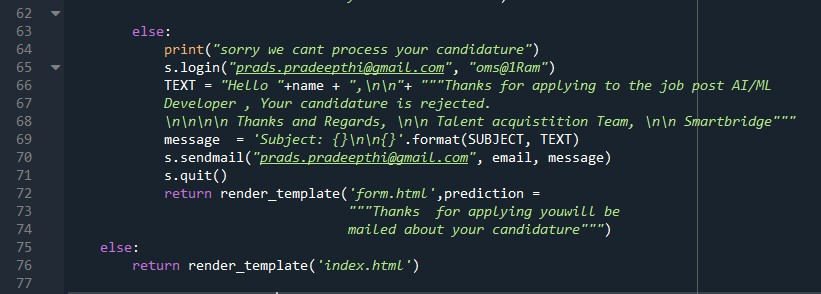 62
63 else:
64 print("sorry we cant process your candidature")
65 s.login("prads.pradeepthi@gmail.com", "oms@1Ram")
66 TEXT = "Hello "+name + ",\n\n"+ """Thanks for applying to the job post AI/ML
67 Developer , Your candidature is rejected.
68 \n\n\n\n Thanks and Regards, \n\n Talent acquistition Team, \n\n Smartbridge"""
69 message  = 'Subject: {}\n\n{}'.format(SUBJECT, TEXT)
70 s.sendmail("prads.pradeepthi@gmail.com", email, message)
71 s.quit()
72 return render_template('form.html',prediction =
73 """Thanks  for applying youwill be
74 mailed about your candidature""")
75 else:
76 return render_template('index.html')
77